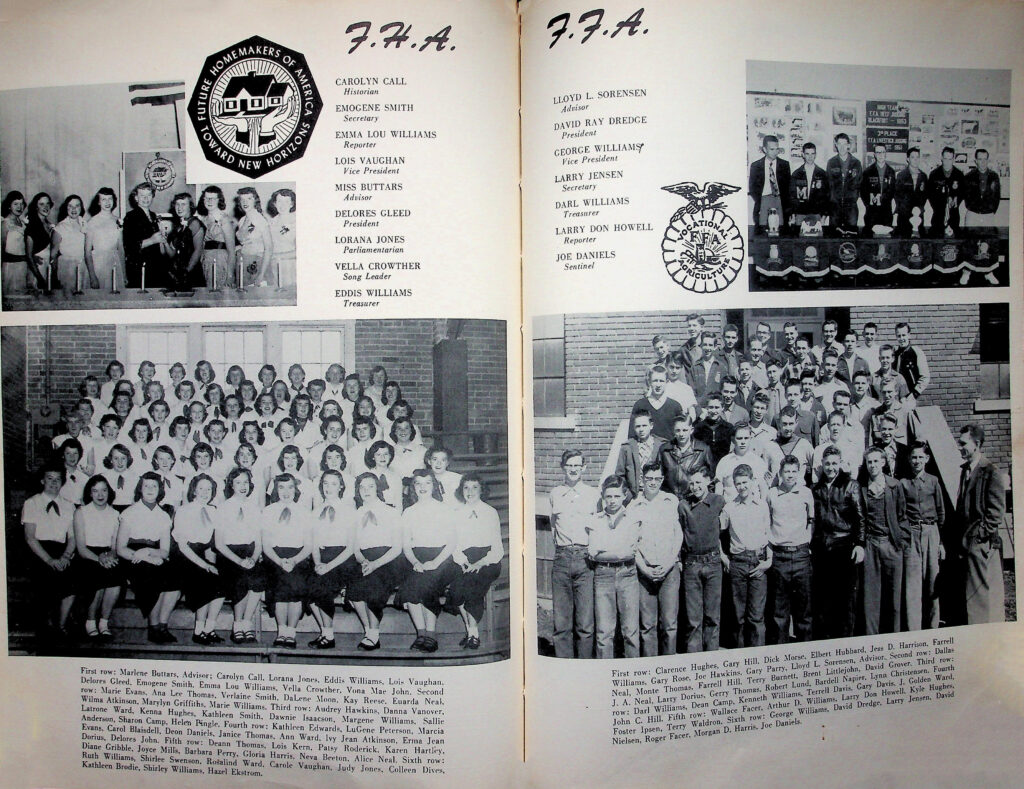 F.H.A.
FUTURE HOMEMAKERS OF AMERICA
TOWARD NEW HORIZONS
CAROLYN CALL
Historian
EMOGENE SMITH
Secretary
EMMA LOU WILLIAMS
Reporter
LOIS VAUGHAN
Vice President
MISS BUTTARS
Advisor
DELORES GLEED
President
LORANA JONES
Parliamentarian
VELLA CROWTHER
Song Leader
EDDIS WILLIAMS
Treasurer
First row: Marlene Buttars, Advisor; Carolyn Call, Lorana Jones, Eddis Williams, Lois Vaughan,
Delores Gleed, Emogene Smith, Emma Lou Williams, Vella Crowther, Vona Mae John. Second
row: Marie Evans, Ana Lee Thomas, Verlaine Smith, DaLene Moon, Kay Reese, Euarda Neal,
Wilma Atkinson, Merylyn Griffiths, Marie Williams. Third row: Audrey Hawkins, Danna Vanover,
Latrone Ward, Kenna Hughes, Kathleen Smith, Dawnie Isaacson, Margene Williams, Sallie
Anderson, Sharon Camp, Helen Pingle. Fourth row: Kathleen Edwards, LuGene Peterson, Marcia
Evans, Carol Blaisdell, Deon Daniels, Janice Thomas, Ann Ward, Ivy Jean Atkinson, Erma Jean
Dorius, Delores John. Fifth row: Deann Thomas, Lois Kern, Patsy Roderick, Karen Hartley,
Diane Gribble, Joyce Mills, Barbara Perry, Gloria Harris, Neva Breton, Alice Neal. Sixth row:
Ruth Williams, Shirlee Swenson, Rosalind Ward, Carole Vaughan, Judy Jones, Colleen Dives,
Kathleen Brodie, Shirley Williams, Hazel Ekstrom.
F.F.A.
LLOYD L. SORENSEN
Advisor
DAVID RAY DREDGE
President
GEORGE WILLIAMS
Vice President
LARRY JENSEN
Secretary
DARL WILLIAMS
Treasurer
LARRY DON HOWELL
Reporter
JOE DANIELS
Sentinel
VOCATIONAL
FFA
AGRICULTURE
HIGH TEAM
F.F.A. BEEF JUDGING
BLACKFOOT - 1953
3RD PLACE
F.F.A. LIVESTOCK JUDGING
M M M M
First row: Clarence Hughes, Gary Hill, Dick Morse, Elbert Hubbard, Jess D. Harrison, Farrell
Williams, Gary Rose, Joe Hawkins, Gary Parry, Lloyd L. Sorensen, Advisor. Second row: Dallas
Neal, Monte Thomas, Farrell Hill, Terry Burnett, Brent Littlejohn, David Grover. Third row:
J. A. Neal, Larty Dorius, Gerry Thomas, Robert Lund, Bardell Napier, Lynn Christensen. Fourth
row: Darl Williams, Dean Camp, Kenneth Williams, Terrell Davis, Gary Davis, J. Golden Ward,
John C. Hill. Fifth row: Wallace Facer, Arthur D. Williams, Larry Don Howell, Kyle Hughes,
Foster Ipsen, Terry Waldron. Sixth row: George Williams, David Dredge, Larry Jensen, David
Nielsen, Roger Facer, Morgan D. Harris, Joe Daniels.